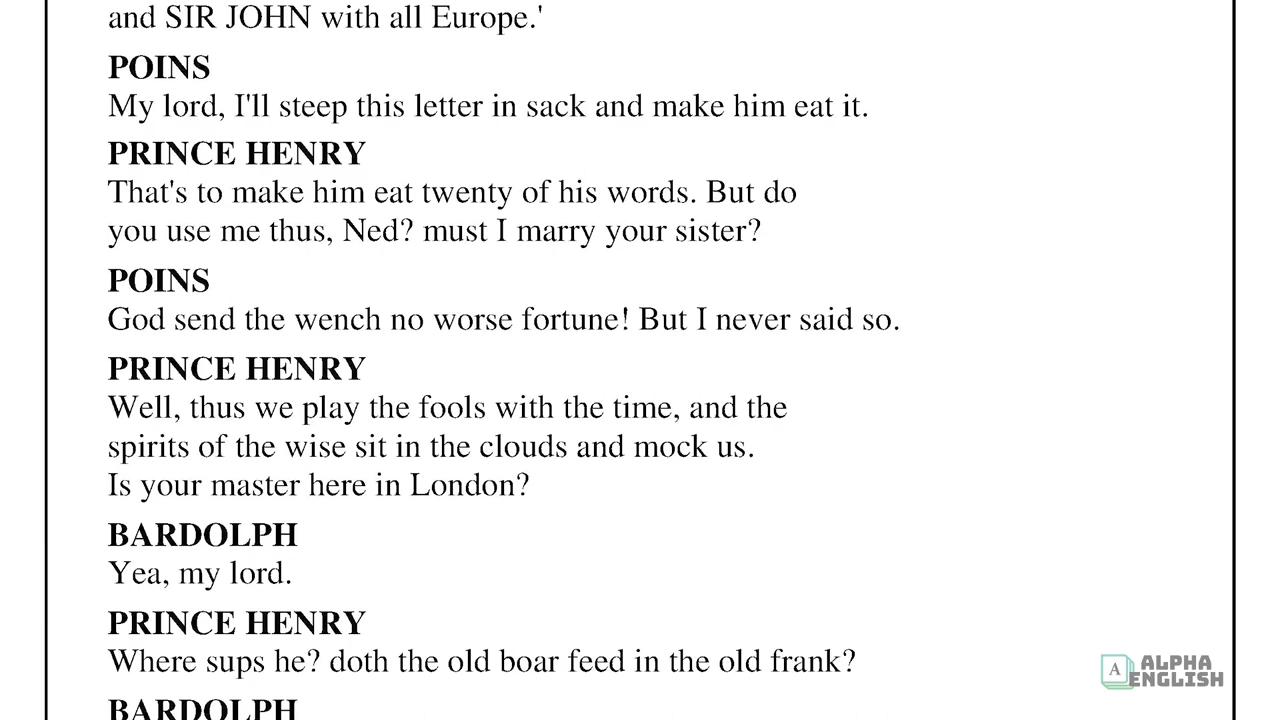 and SIR JOHN with all Europe.'
POINS
My lord, I'll steep this letter in sack and make him eat it.
PRINCE HENRY
That's to make him eat twenty of his words. But do
you use me thus, Ned? must I marry your sister?
POINS
God send the wench no worse fortune! But I never said so.
PRINCE HENRY
Well, thus we play the fools with the time, and the
spirits of the wise sit in the clouds and mock us.
Is your master here in London?
BARDOLPH
Yea, my lord.
PRINCE HENRY
Where sups he? doth the old boar feed in the old frank?
BARDOLPH
A ALPHA
ENGLISH